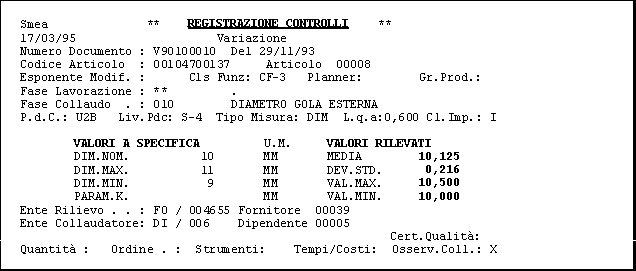 Smea ** REGISTRAZIONE CONTROLLI **
17/03/95 Variazione
Numero Documento : V90100010 Del 29/11/93
Codice Articolo : 00104700137 Articolo 00008
Esponente Modif. : Cls Funz: CF-3 Planner: Gr.Prod.:
Fase Lavorazione : ** .
Fase Collaudo . : 010 DIAMETRO GOLA ESTERNA
P.d.C.: U2B Liv.Pdc: S-4 Tipo Misura: DIM L.q.a:0,600 Cl.Imp.: I
VALORI A SPECIFICA U.M. VALORI RILEVATI
DIM.NOM. 10 MM MEDIA 10,125
DIM.MAX. 11 MM DEV.STD. 0,216
DIM.MIN. 9 MM VAL.MAX. 10,500
PARAM.K. MM VAL.MIN. 10,000
Ente Rilievo . . : FO / 004655 Fornitore 00039
Ente Collaudatore: DI / 006 Dipendente 00005
Cert.Qualità:
Quantità : Ordine . : Strumenti: Tempi/Costi: Osserv.Coll.: X